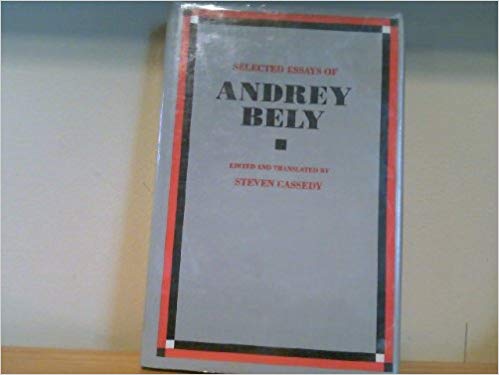 SELECTED ESSAYS OF
ANDREY
BELY
EDITED AND TRANSLATED BY
STEVEN CASSEDY